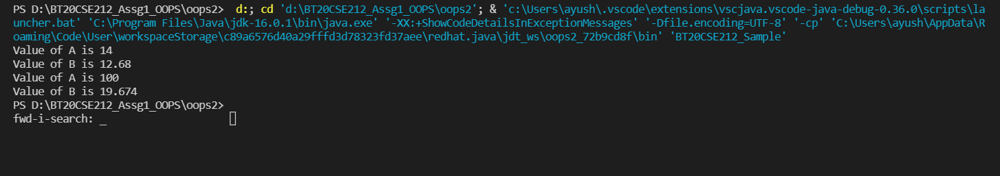 PS D:\BT20CSE212_Assg1_OOPS\oops2>  d:; cd 'd:\BT20CSE212_Assg1_OOPS\oops2'; & 'c:\Users\ayush\.vscode\extensions\vscjava.vscode-java-debug-0.36.0\scripts\la
uncher.bat' 'C:\Program Files\Java\jdk-16.0.1\bin\java.exe' '-XX:+ShowCodeDetailsInExceptionMessages' '-Dfile.encoding=UTF-8' '-cp' 'C:\Users\ayush\AppData\R
oaming\Code\User\workspaceStorage\c89a6576d40a29fffd3d78323fd37aee\redhat.java\jdt_ws\oops2_72b9cd8f\bin' 'BT20CSE212_Sample'
Value of A is 14
Value of B is 12.68
Value of A is 100
Value of B is 19.674
PS D:\BT20CSE212_Assg1_OOPS\oops2>
fwd-i-search: _